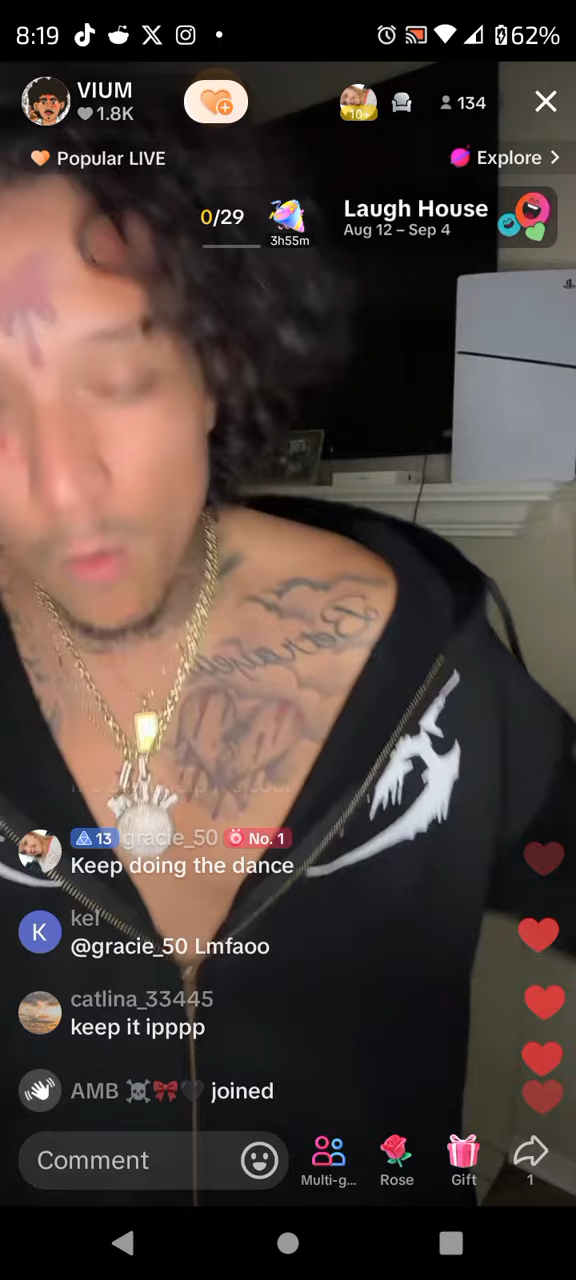 8:19
62%
VIUM
1.8K
10+
134
Popular LIVE
Explore
0/29
3h55m
Laugh House
Aug 12 – Sep 4
13 gracie_50 No. 1
Keep doing the dance
K
kel
@gracie_50 Lmfaoo
catlina_33445
keep it ipppp
AMB ☠️🎀🖤 joined
Comment
Multi-g...
Rose
Gift
1